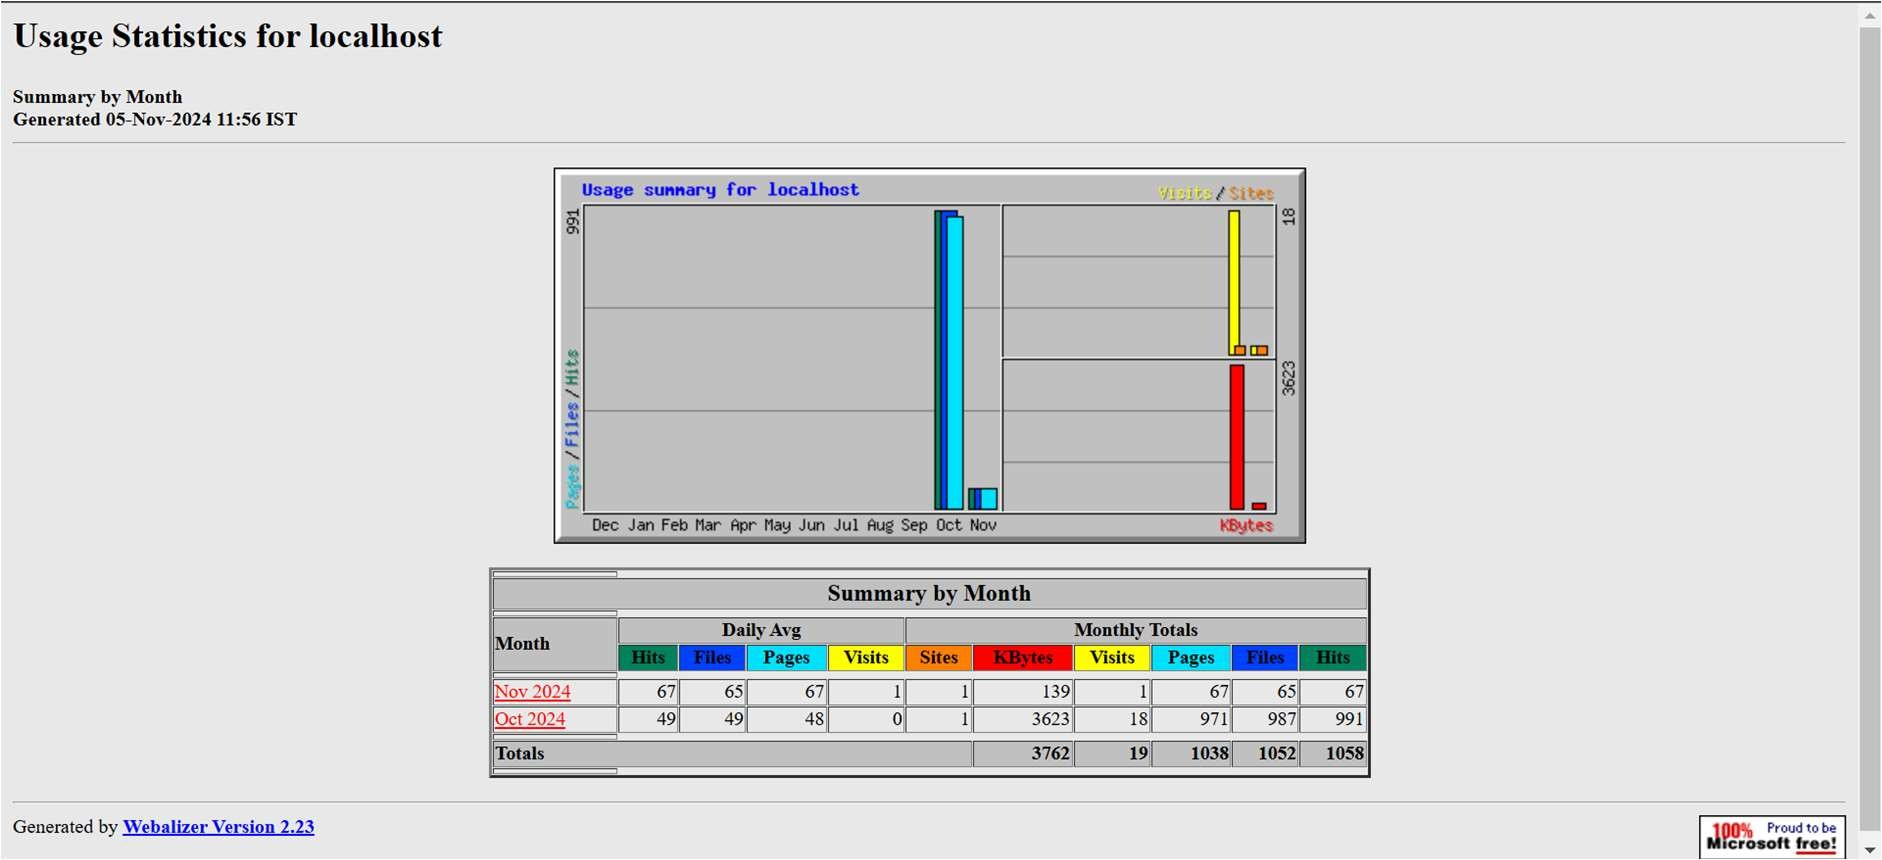 Usage Statistics for localhost
Summary by Month
Generated 05-Nov-2024 11:56 IST
Usage summary for localhost
Visits / Sites
991
18
Pages / Files / Hits
3623
Dec Jan Feb Mar Apr May Jun Jul Aug Sep Oct Nov
KBytes
Summary by Month
Month Daily Avg Monthly Totals
Hits Files Pages Visits Sites KBytes Visits Pages Files Hits
Nov 2024 67 65 67 1 1 139 1 67 65 67
Oct 2024 49 49 48 0 1 3623 18 971 987 991
Totals 3762 19 1038 1052 1058
Generated by Webalizer Version 2.23
100% Proud to be
Microsoft free!